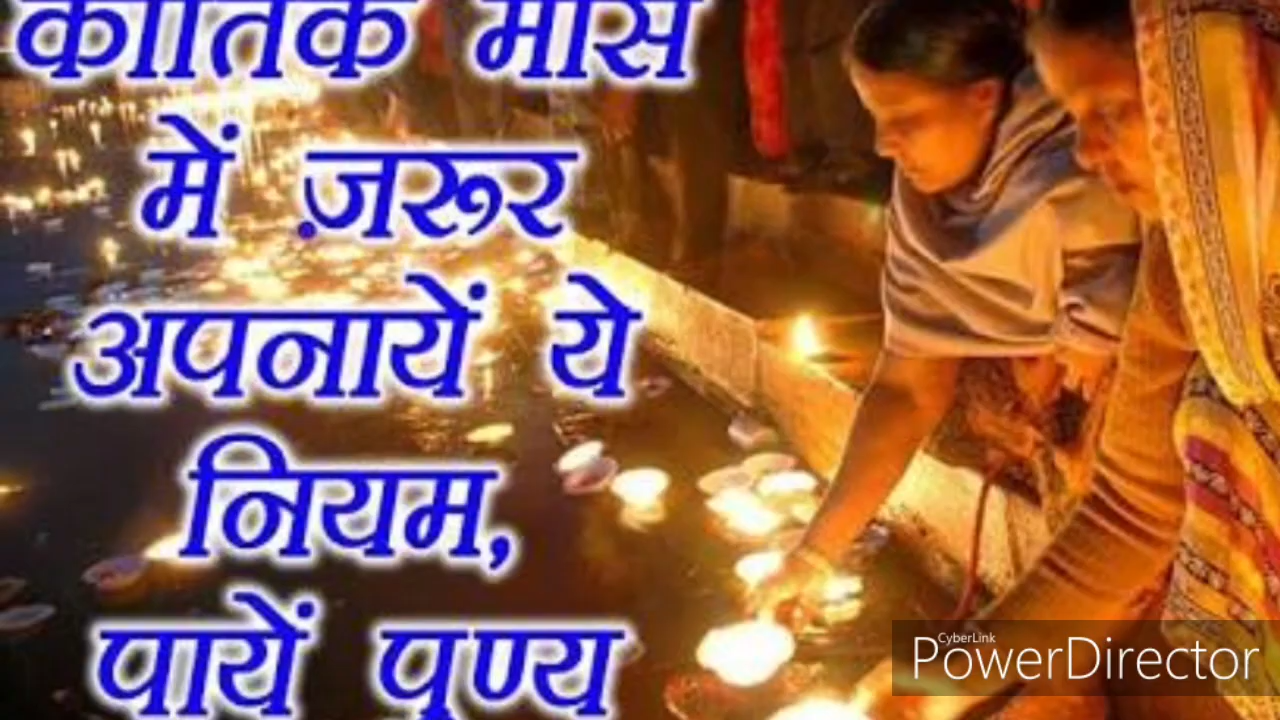 कार्तिक मास
में ज़रूर
अपनायें ये
नियम,
पायें पुण्य
CyberLink
PowerDirector